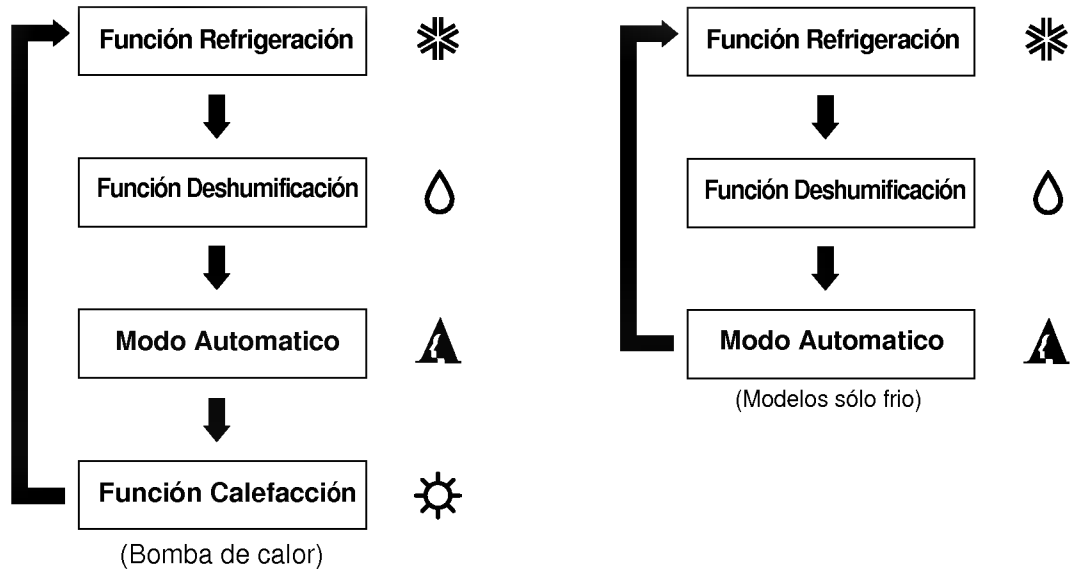 Función Refrigeración
Función Deshumificación
Modo Automatico
Función Calefacción
(Bomba de calor)
Función Refrigeración
Función Deshumificación
Modo Automatico
(Modelos sólo frio)